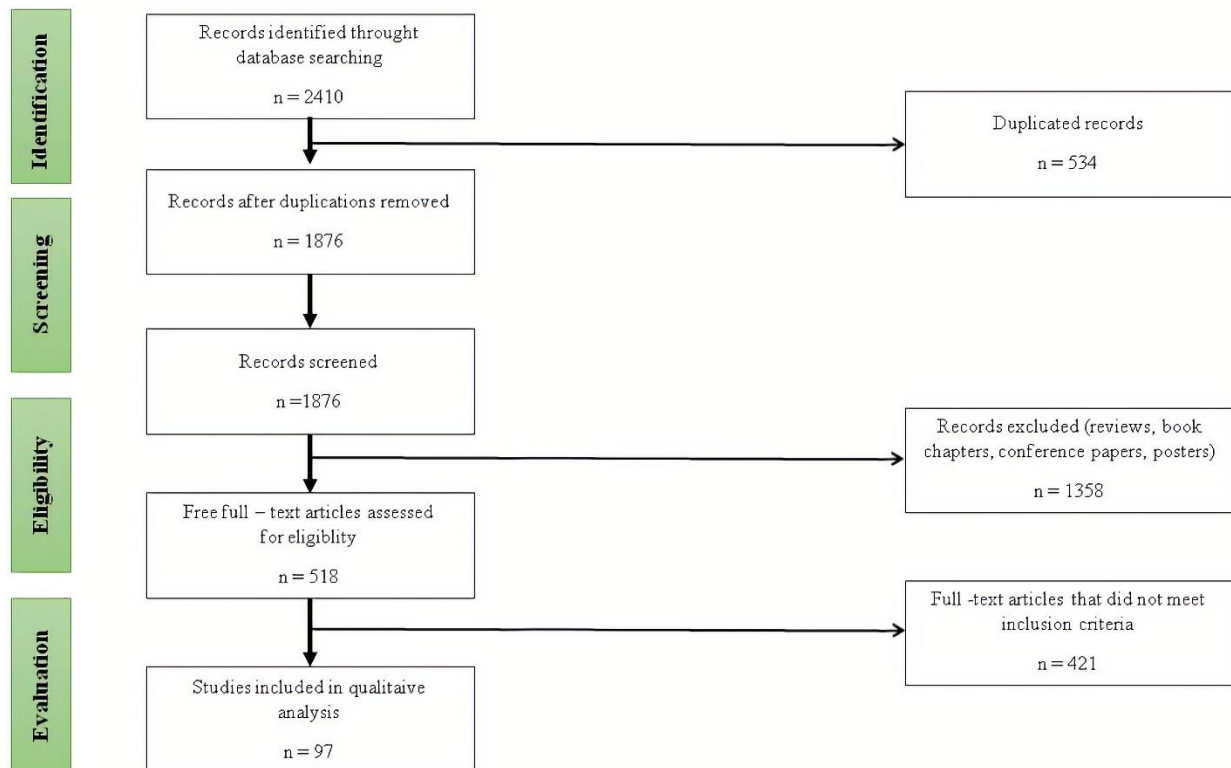 Identification
Records identified throught
database searching
n = 2410
Duplicated records
n = 534
Screening
Records after duplications removed
n = 1876
Records screened
n =1876
Eligibility
Records excluded (reviews, book
chapters, conference papers, posters)
n = 1358
Free full – text articles assessed
for eligiblity
n = 518
Evaluation
Full -text articles that did not meet
inclusion criteria
n = 421
Studies included in qualitaive
analysis
n = 97